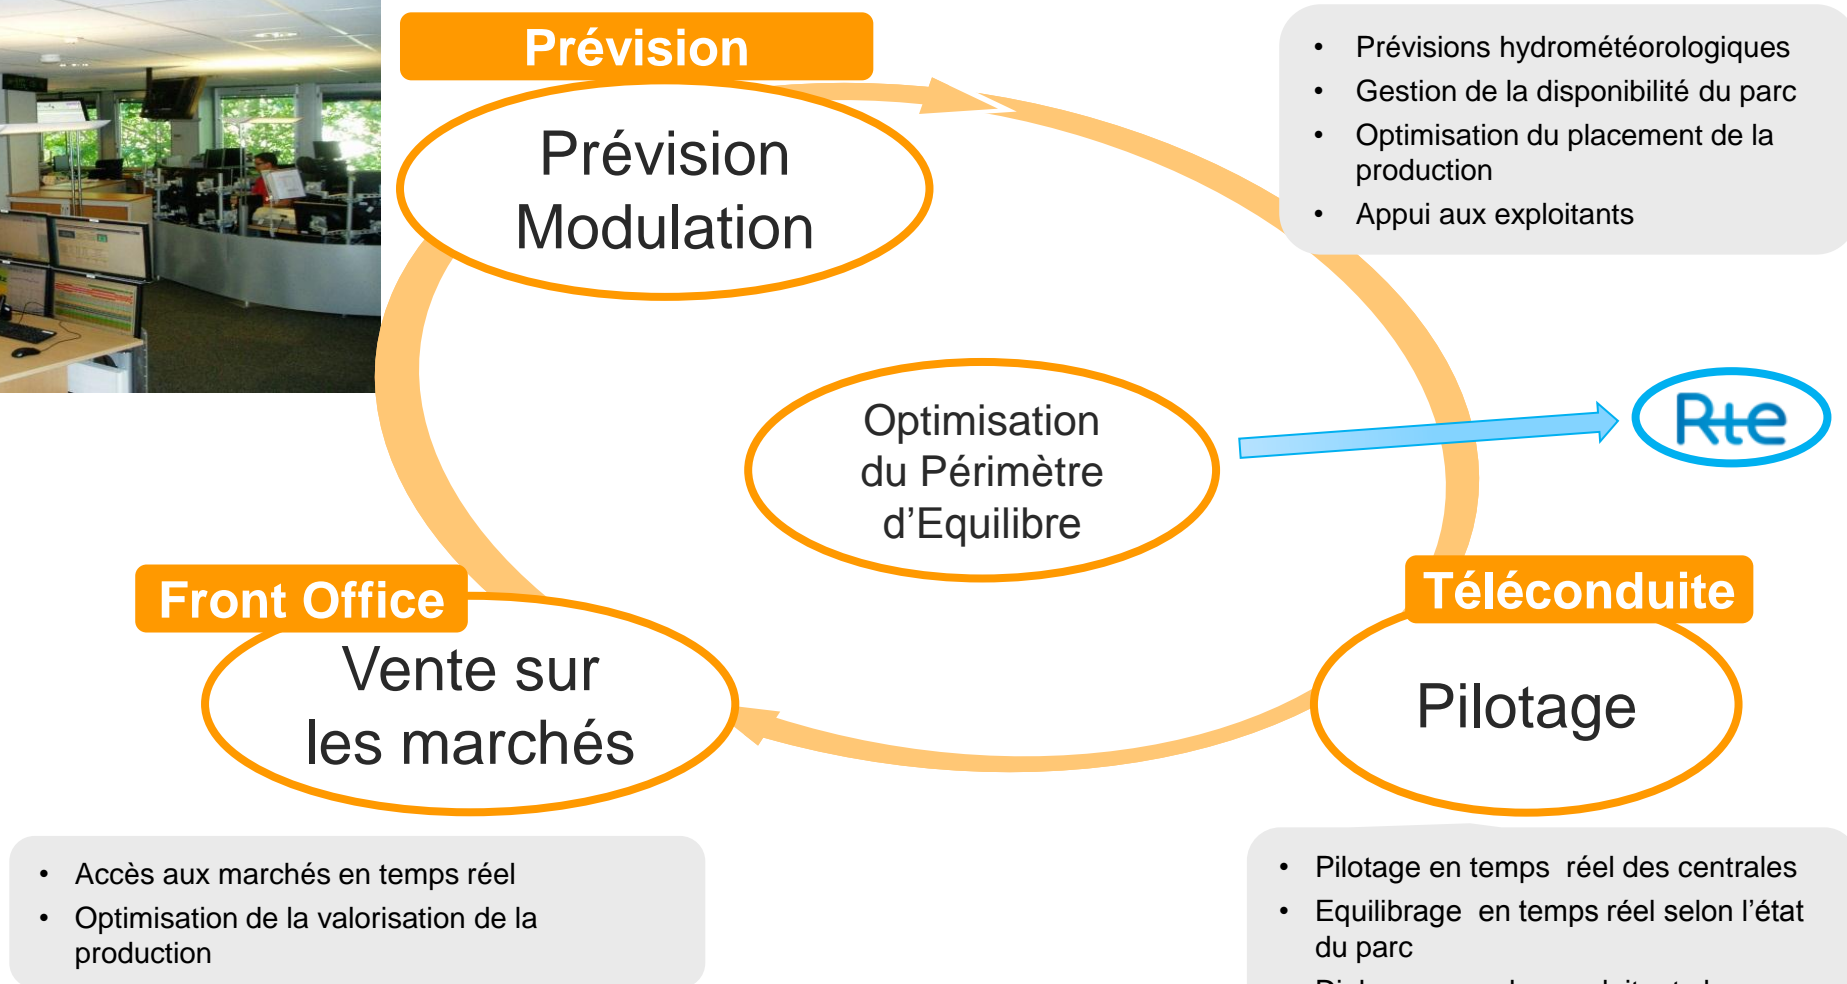 Prévision
Prévision
Modulation
• Prévisions hydrométéorologiques
• Gestion de la disponibilité du parc
• Optimisation du placement de la
production
• Appui aux exploitants
Optimisation
du Périmètre
d’Equilibre
Rte
Front Office
Vente sur
les marchés
Téléconduite
Pilotage
• Accès aux marchés en temps réel
• Optimisation de la valorisation de la
production
• Pilotage en temps réel des centrales
• Equilibrage en temps réel selon l’état
du parc